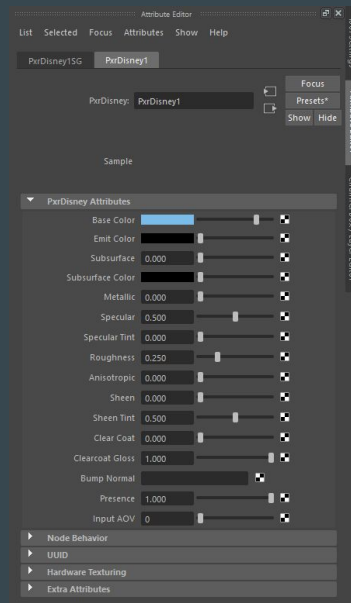 Attribute Editor
List Selected Focus Attributes Show Help
PxrDisney1SG PxrDisney1
Focus
PxrDisney: PxrDisney1
Presets*
Show Hide
Sample
PxrDisney Attributes
Base Color
Emit Color
Subsurface 0.000
Subsurface Color
Metallic 0.000
Specular 0.500
Specular Tint 0.000
Roughness 0.250
Anisotropic 0.000
Sheen 0.000
Sheen Tint 0.500
Clear Coat 0.000
Clearcoat Gloss 1.000
Bump Normal
Presence 1.000
Input AOV 0
Node Behavior
UUID
Hardware Texturing
Extra Attributes